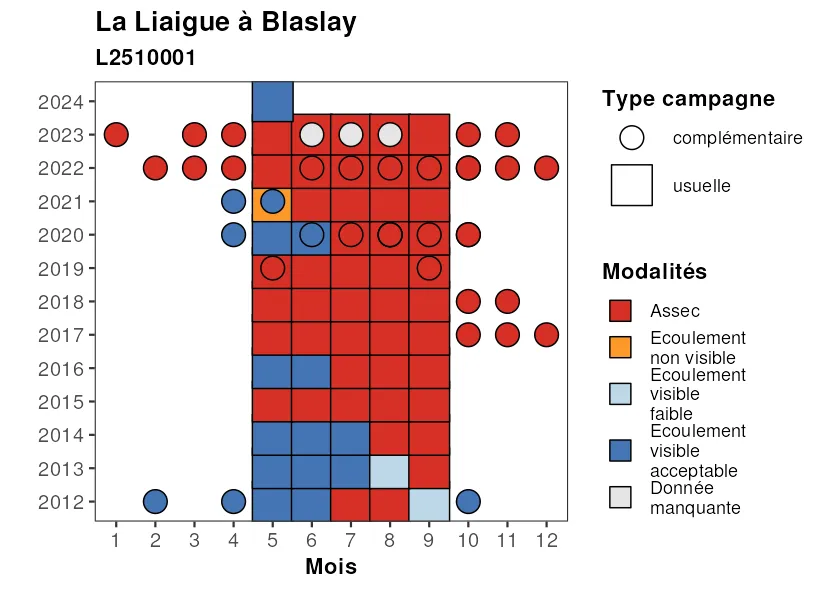 La Liaigue à Blaslay
L2510001
2024
2023
2022
2021
2020
2019
2018
2017
2016
2015
2014
2013
2012
1 2 3 4 5 6 7 8 9 10 11 12
Mois
Type campagne
complémentaire
usuelle
Modalités
Assec
Ecoulement
non visible
Ecoulement
visible
faible
Ecoulement
visible
acceptable
Donnée
manquante